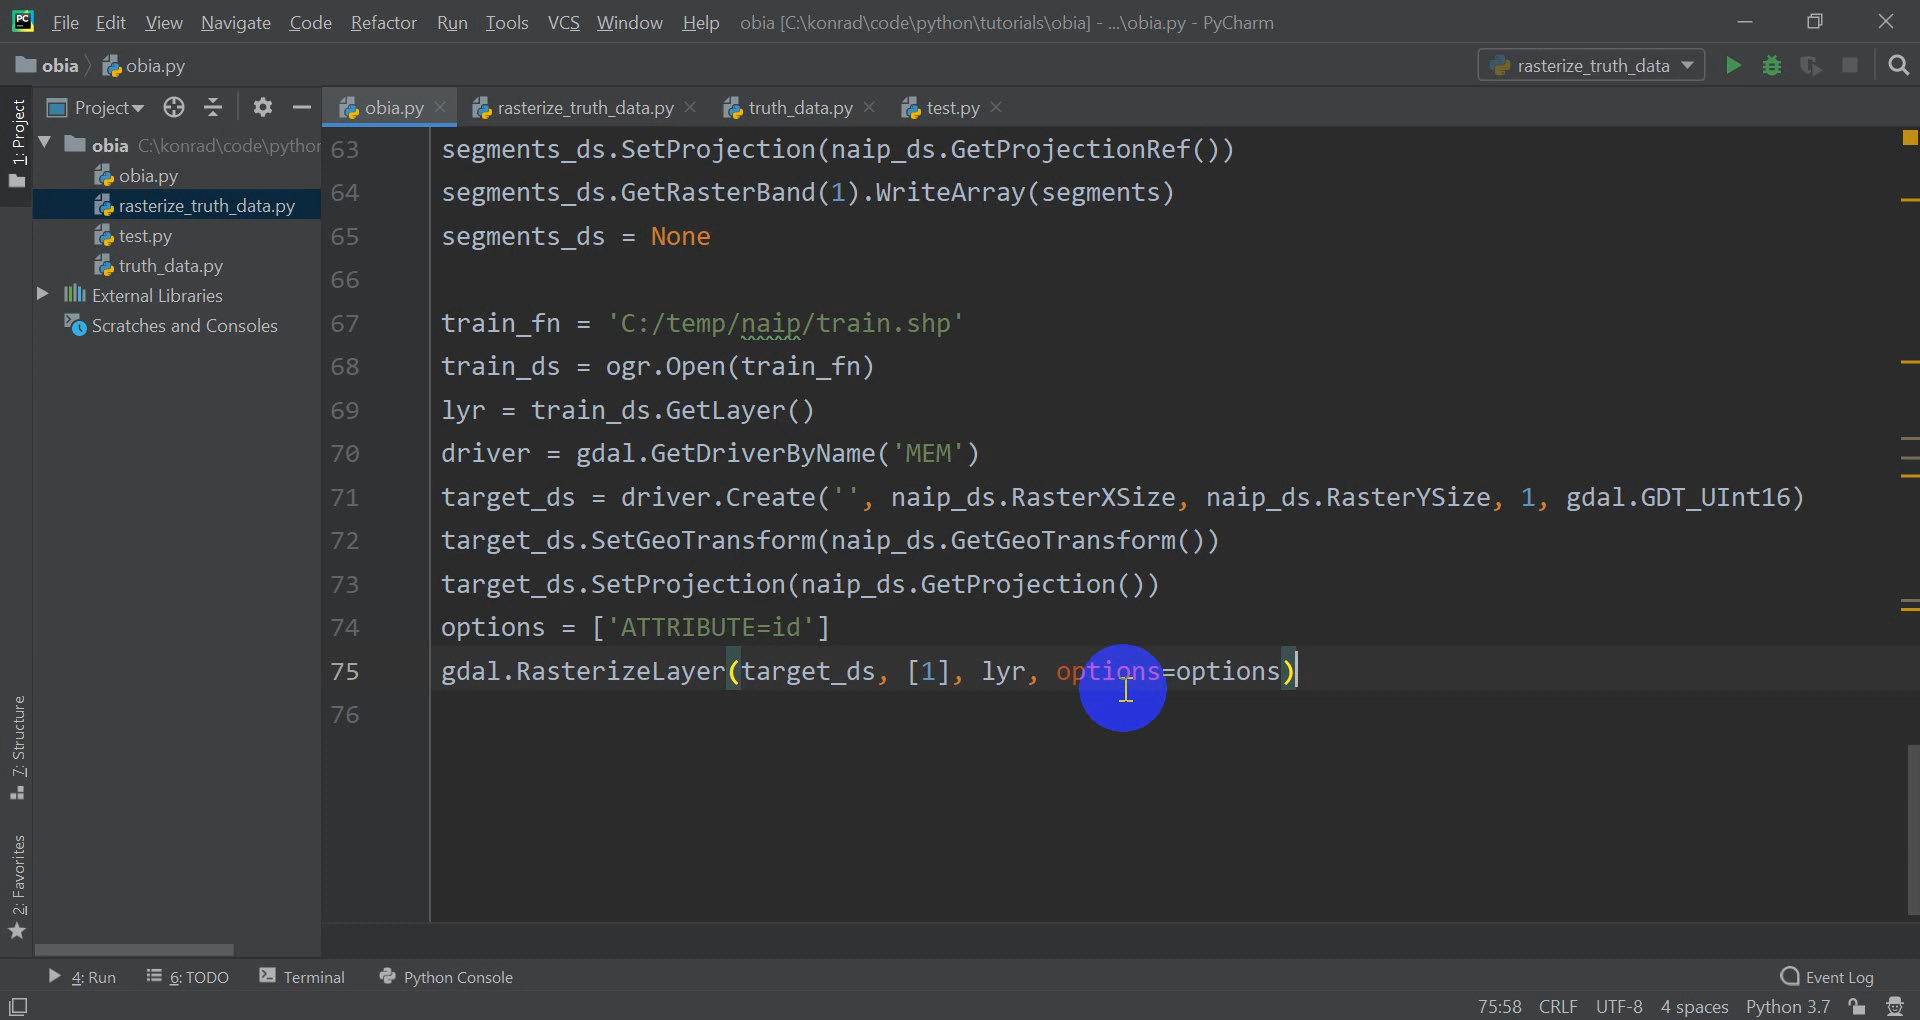 File Edit View Navigate Code Refactor Run Tools VCS Window Help obia [C:\konrad\code\python\tutorials\obia] - ...\obia.py - PyCharm
obia obia.py rasterize_truth_data
1: Project
Project obia.py rasterize_truth_data.py truth_data.py test.py
obia C:\konrad\code\python
obia.py
rasterize_truth_data.py
test.py
truth_data.py
External Libraries
Scratches and Consoles
63 segments_ds.SetProjection(naip_ds.GetProjectionRef())
64 segments_ds.GetRasterBand(1).WriteArray(segments)
65 segments_ds = None
66
67 train_fn = 'C:/temp/naip/train.shp'
68 train_ds = ogr.Open(train_fn)
69 lyr = train_ds.GetLayer()
70 driver = gdal.GetDriverByName('MEM')
71 target_ds = driver.Create('', naip_ds.RasterXSize, naip_ds.RasterYSize, 1, gdal.GDT_UInt16)
72 target_ds.SetGeoTransform(naip_ds.GetGeoTransform())
73 target_ds.SetProjection(naip_ds.GetProjection())
74 options = ['ATTRIBUTE=id']
75 gdal.RasterizeLayer(target_ds, [1], lyr, options=options)
76
7: Structure
2: Favorites
4: Run 6: TODO Terminal Python Console Event Log
75:58 CRLF UTF-8 4 spaces Python 3.7